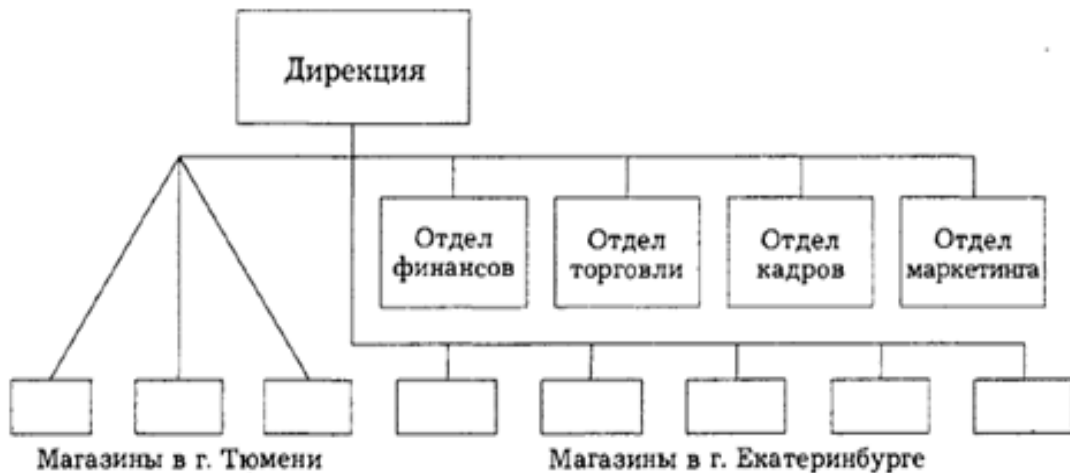 Дирекция
Отдел
финансов
Отдел
торговли
Отдел
кадров
Отдел
маркетинга
Магазины в г. Тюмени
Магазины в г. Екатеринбурге